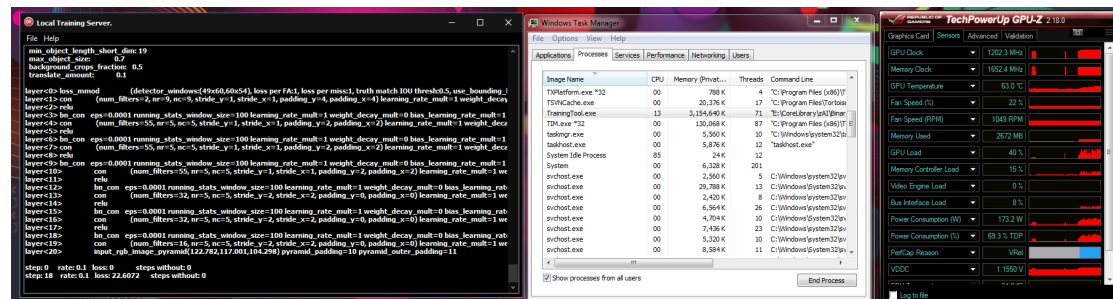 Local Training Server.
File Help
min_object_length_short_dim: 19
max_object_size: 0.7
background_crops_fraction: 0.5
translate_amount: 0.1
layer<0> loss_mmod (detector_windows:(49x60,60x54), loss per FA:1, loss per miss:1, truth match IOU thresh:0.5, use_bounding_
layer<1> con (num_filters=2, nr=9, nc=9, stride_y=1, stride_x=1, padding_y=4, padding_x=4) learning_rate_mult=1 weight_decay
layer<2> relu
layer<3> bn_con eps=0.0001 running_stats_window_size=100 learning_rate_mult=1 weight_decay_mult=0 bias_learning_rate_mult=1
layer<4> con (num_filters=55, nr=5, nc=5, stride_y=1, stride_x=1, padding_y=2, padding_x=2) learning_rate_mult=1 weight_deca
layer<5> relu
layer<6> bn_con eps=0.0001 running_stats_window_size=100 learning_rate_mult=1 weight_decay_mult=0 bias_learning_rate_mult=1
layer<7> con (num_filters=55, nr=5, nc=5, stride_y=1, stride_x=1, padding_y=2, padding_x=2) learning_rate_mult=1 weight_deca
layer<8> relu
layer<9> bn_con eps=0.0001 running_stats_window_size=100 learning_rate_mult=1 weight_decay_mult=0 bias_learning_rate_mult=1
layer<10> con (num_filters=55, nr=5, nc=5, stride_y=1, stride_x=1, padding_y=2, padding_x=2) learning_rate_mult=1 we
layer<11> relu
layer<12> bn_con eps=0.0001 running_stats_window_size=100 learning_rate_mult=1 weight_decay_mult=0 bias_learning_rat
layer<13> con (num_filters=32, nr=5, nc=5, stride_y=2, stride_x=2, padding_y=0, padding_x=0) learning_rate_mult=1 we
layer<14> relu
layer<15> bn_con eps=0.0001 running_stats_window_size=100 learning_rate_mult=1 weight_decay_mult=0 bias_learning_rat
layer<16> con (num_filters=32, nr=5, nc=5, stride_y=2, stride_x=2, padding_y=0, padding_x=0) learning_rate_mult=1 we
layer<17> relu
layer<18> bn_con eps=0.0001 running_stats_window_size=100 learning_rate_mult=1 weight_decay_mult=0 bias_learning_rat
layer<19> con (num_filters=16, nr=5, nc=5, stride_y=2, stride_x=2, padding_y=0, padding_x=0) learning_rate_mult=1 we
layer<20> input_rgb_image_pyramid(122.782,117.001,104.298) pyramid_padding=10 pyramid_outer_padding=11
step: 0 rate: 0.1 loss: 0 steps without: 0
step: 18 rate: 0.1 loss: 22.6072 steps without: 0
Windows Task Manager
File Options View Help
Applications Processes Services Performance Networking Users
Image Name CPU Memory (Privat... Threads Command Line
TXPlatform.exe *32 00 788 K 4 "C:\Program Files (x86)\T
TSVNCache.exe 00 20,376 K 17 "C:\Program Files\Tortoise
TrainingTool.exe 13 3,154,640 K 71 "E:\CoreLibrary\zAI\Binar
TIM.exe *32 00 130,068 K 87 "C:\Program Files (x86)\T
taskmgr.exe 00 5,560 K 10 "C:\Windows\system32\ta
taskhost.exe 00 5,876 K 12 "taskhost.exe"
System Idle Process 85 24 K 12
System 00 6,328 K 201
svchost.exe 00 2,560 K 5 C:\Windows\System32\sv
svchost.exe 00 29,788 K 13 C:\Windows\System32\sv
svchost.exe 00 2,420 K 8 C:\Windows\System32\sv
svchost.exe 00 6,564 K 26 C:\Windows\System32\sv
svchost.exe 00 4,704 K 10 C:\Windows\system32\sv
svchost.exe 00 7,436 K 23 C:\Windows\system32\sv
svchost.exe 00 5,320 K 10 C:\Windows\system32\sv
svchost.exe 00 8,584 K 11 C:\Windows\system32\sv
Show processes from all users
End Process
REPUBLIC OF GAMERS TechPowerUp GPU-Z 2.18.0
Graphics Card Sensors Advanced Validation
GPU Clock 1202.3 MHz
Memory Clock 1652.4 MHz
GPU Temperature 63.0 °C
Fan Speed (%) 22 %
Fan Speed (RPM) 1049 RPM
Memory Used 2672 MB
GPU Load 40 %
Memory Controller Load 15 %
Video Engine Load 0 %
Bus Interface Load 8 %
Power Consumption (W) 173.2 W
Power Consumption (%) 69.3 % TDP
PerfCap Reason VRel
VDDC 1.1550 V
Log to file